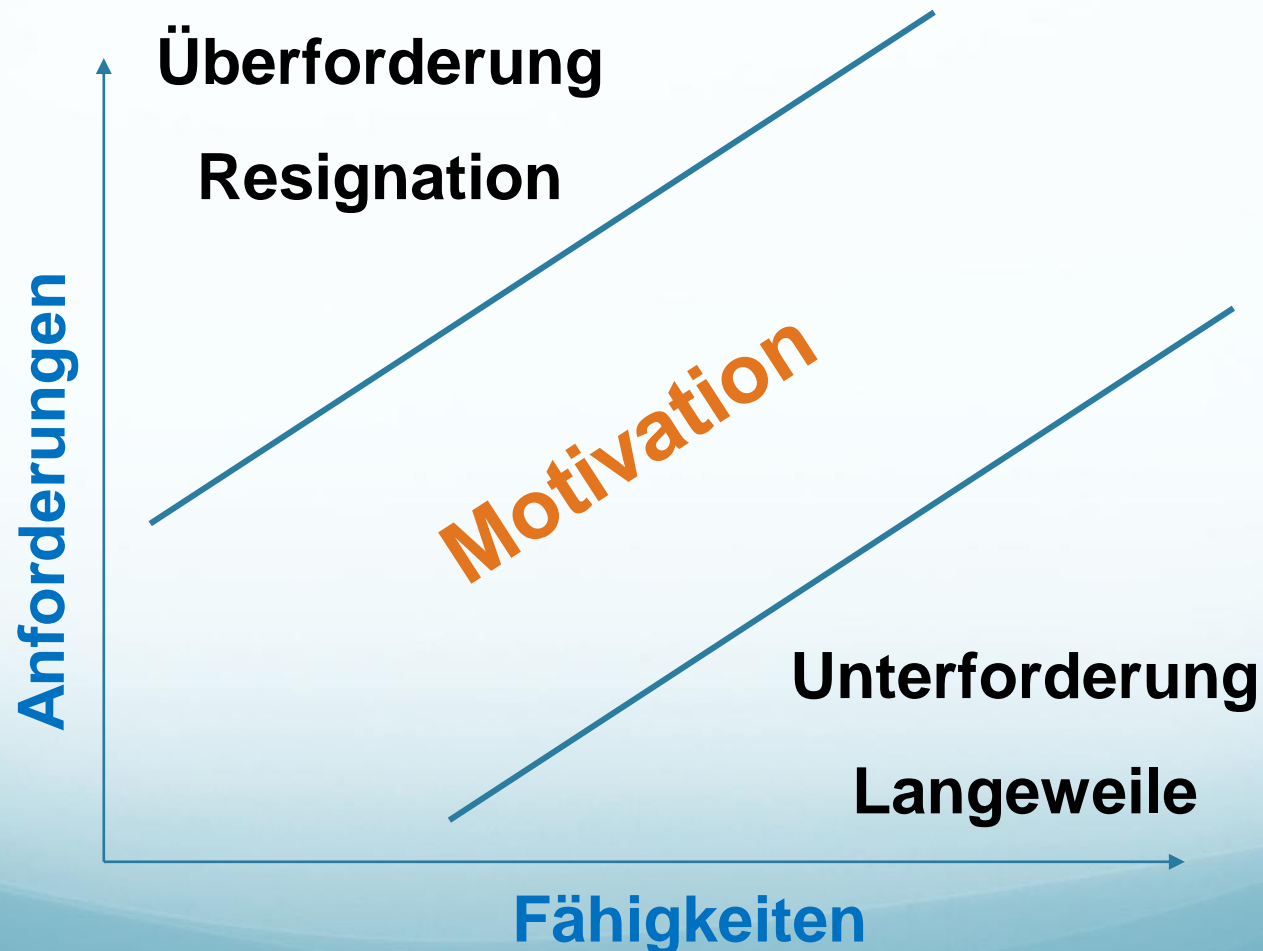 Überforderung
Resignation
Anforderungen
Motivation
Unterforderung
Langeweile
Fähigkeiten